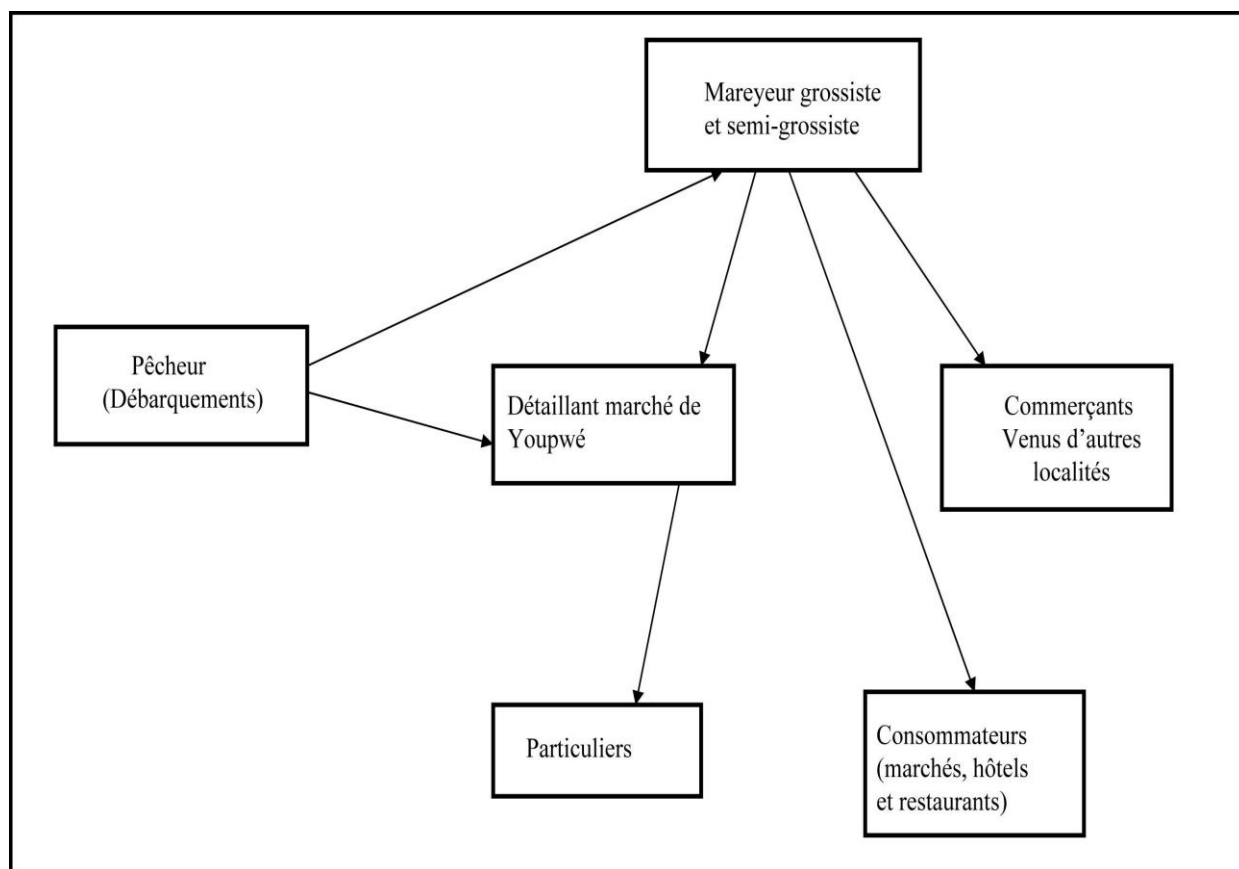 Mareyeur grossiste
et semi-grossiste
Pêcheur
(Débarquements)
Détaillant marché de
Youpwé
Commerçants
Venus d’autres
localités
Particuliers
Consommateurs
(marchés, hôtels
et restaurants)